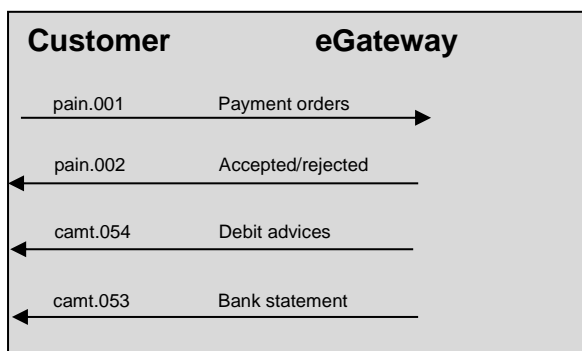 Customer eGateway
pain.001 Payment orders
pain.002 Accepted/rejected
camt.054 Debit advices
camt.053 Bank statement